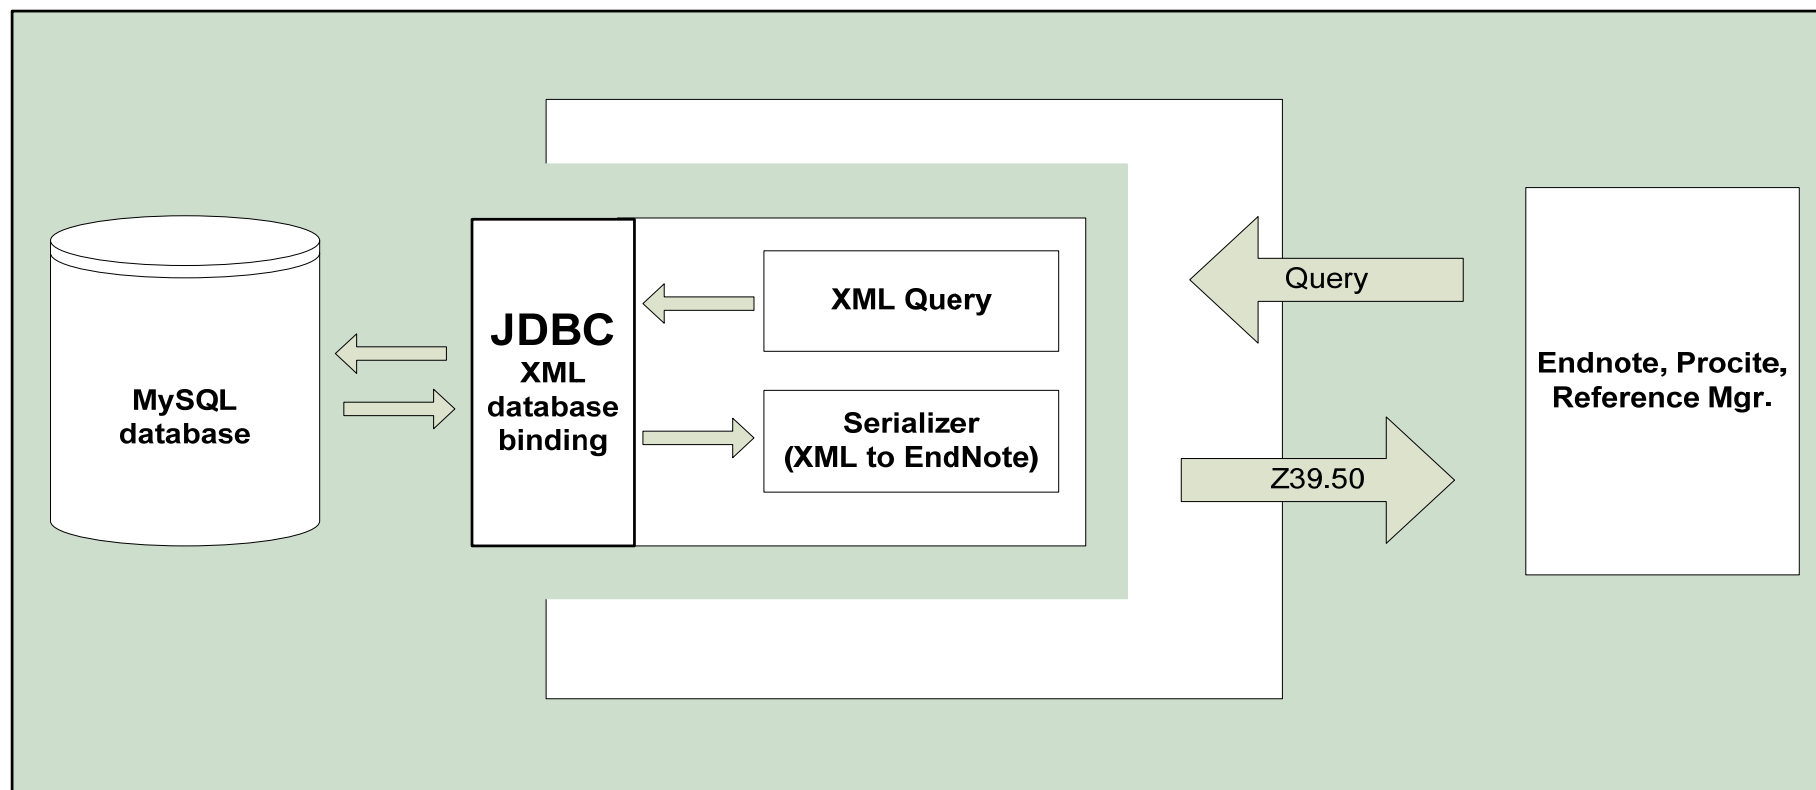 MySQL
database
JDBC
XML
database
binding
XML Query
Serializer
(XML to EndNote)
Query
Z39.50
Endnote, Procite,
Reference Mgr.